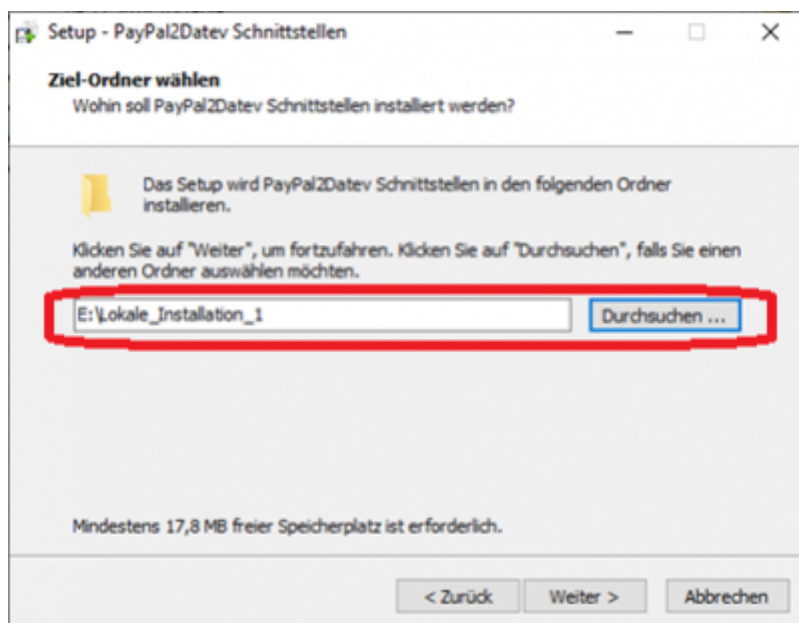 Setup - PayPal2Datev Schnittstellen
Ziel-Ordner wählen
Wohin soll PayPal2Datev Schnittstellen installiert werden?
Das Setup wird PayPal2Datev Schnittstellen in den folgenden Ordner
installieren.
Klicken Sie auf "Weiter", um fortzufahren. Klicken Sie auf "Durchsuchen", falls Sie einen
anderen Ordner auswählen möchten.
E:\Lokale_Installation_1
Durchsuchen ...
Mindestens 17,8 MB freier Speicherplatz ist erforderlich.
< Zurück
Weiter >
Abbrechen